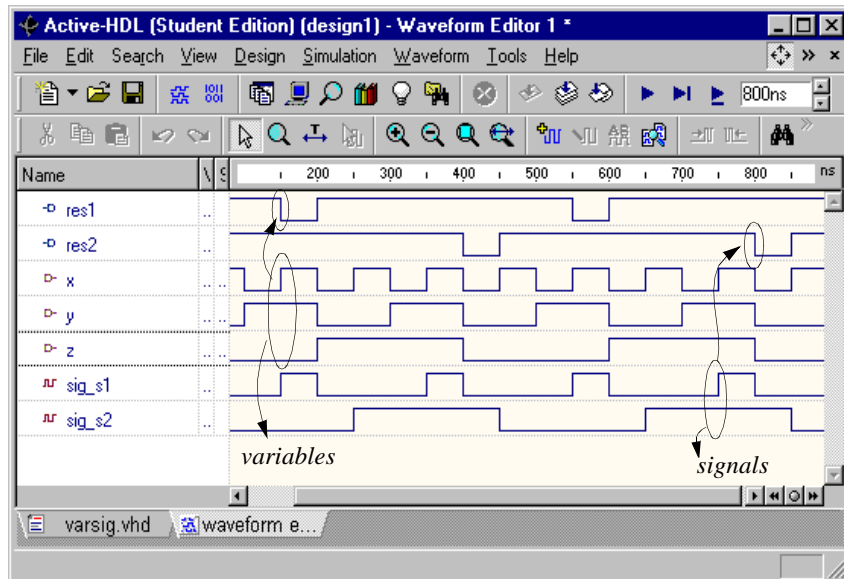 Active-HDL (Student Edition) (design1) - Waveform Editor 1 *
File Edit Search View Design Simulation Waveform Tools Help
800ns
Name 200 300 400 500 600 700 800 ns
res1 ..
res2 ..
x .. ..
y .. ..
z .. ..
sig_s1 ..
sig_s2 ..
variables
signals
varsig.vhd waveform e...